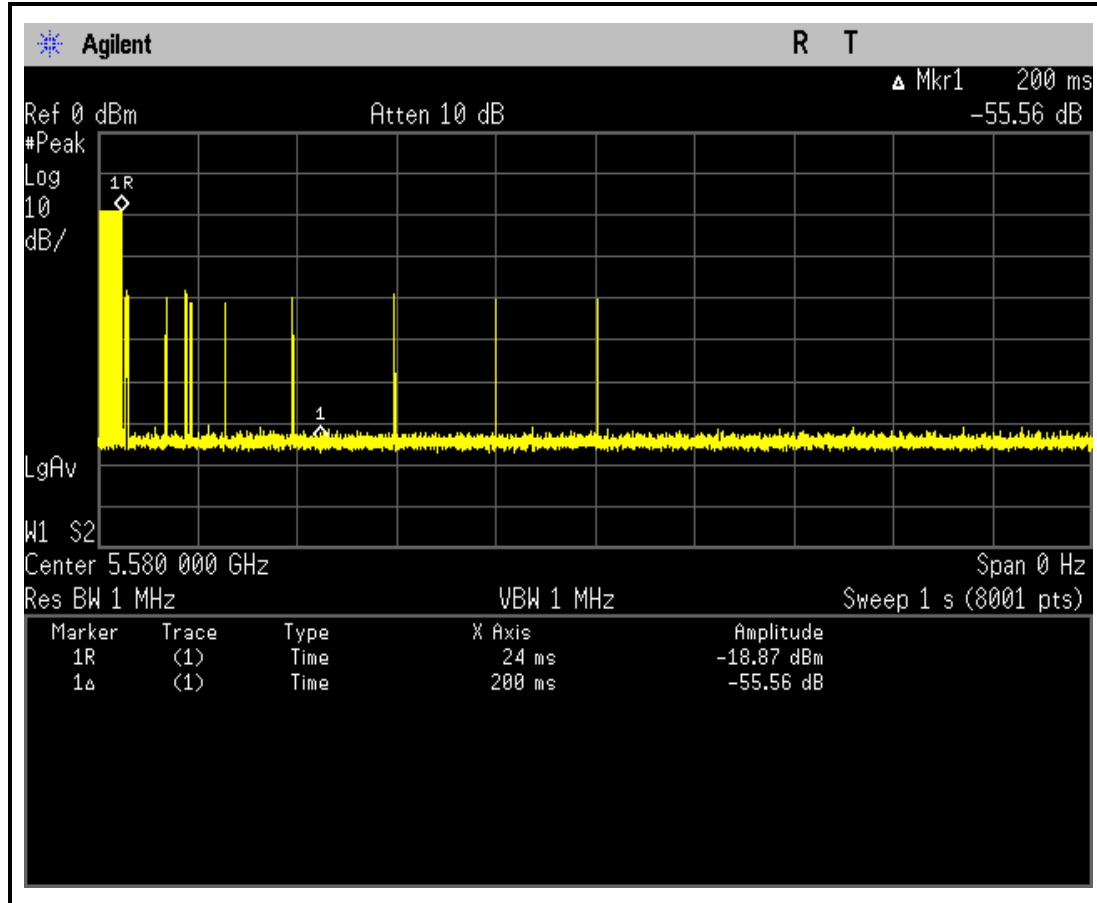 Agilent R T
▵ Mkr1 200 ms
Ref 0 dBm Atten 10 dB -55.56 dB
#Peak
Log
10
dB/
1R
1
LgAv
W1 S2
Center 5.580 000 GHz Span 0 Hz
Res BW 1 MHz VBW 1 MHz Sweep 1 s (8001 pts)
Marker Trace Type X Axis Amplitude
1R (1) Time 24 ms -18.87 dBm
1▵ (1) Time 200 ms -55.56 dB